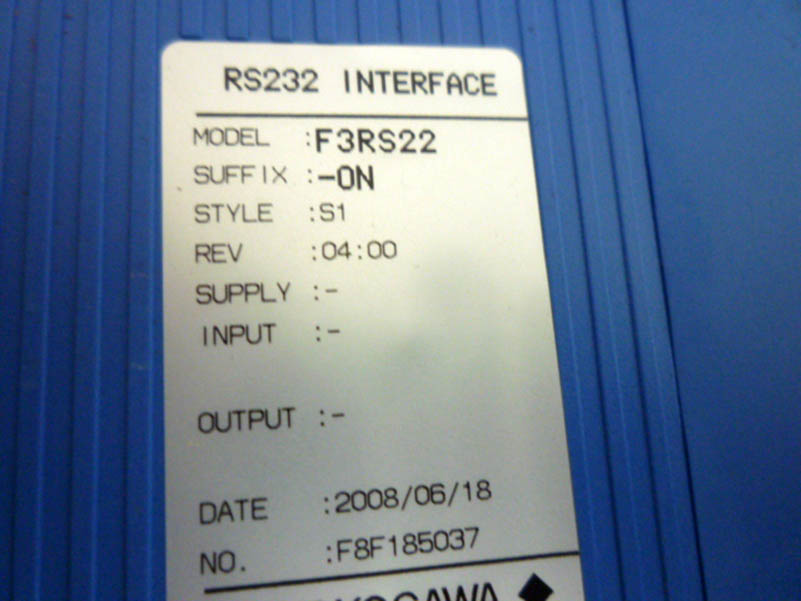 RS232 INTERFACE
MODEL :F3RS22
SUFFIX :-0N
STYLE :S1
REV :04:00
SUPPLY :-
INPUT :-
OUTPUT :-
DATE :2008/06/18
NO. :F8F185037
YOKOGAWA ◆